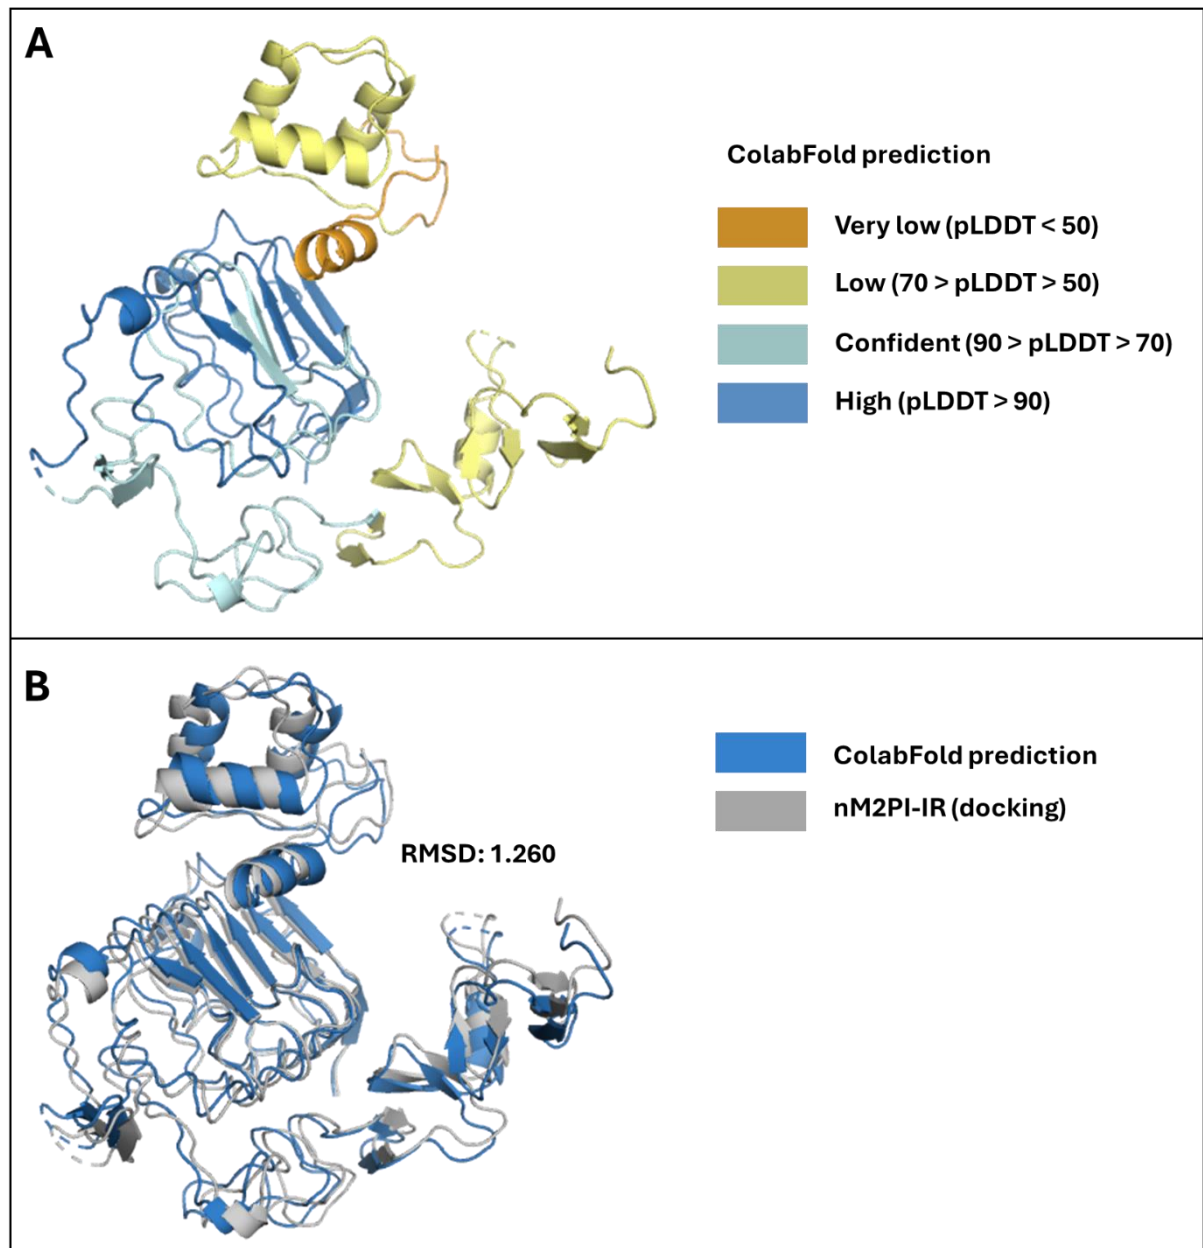 A
ColabFold prediction
Very low (pLDDT < 50)
Low (70 > pLDDT > 50)
Confident (90 > pLDDT > 70)
High (pLDDT > 90)
B
ColabFold prediction
nM2PI-IR (docking)
RMSD: 1.260